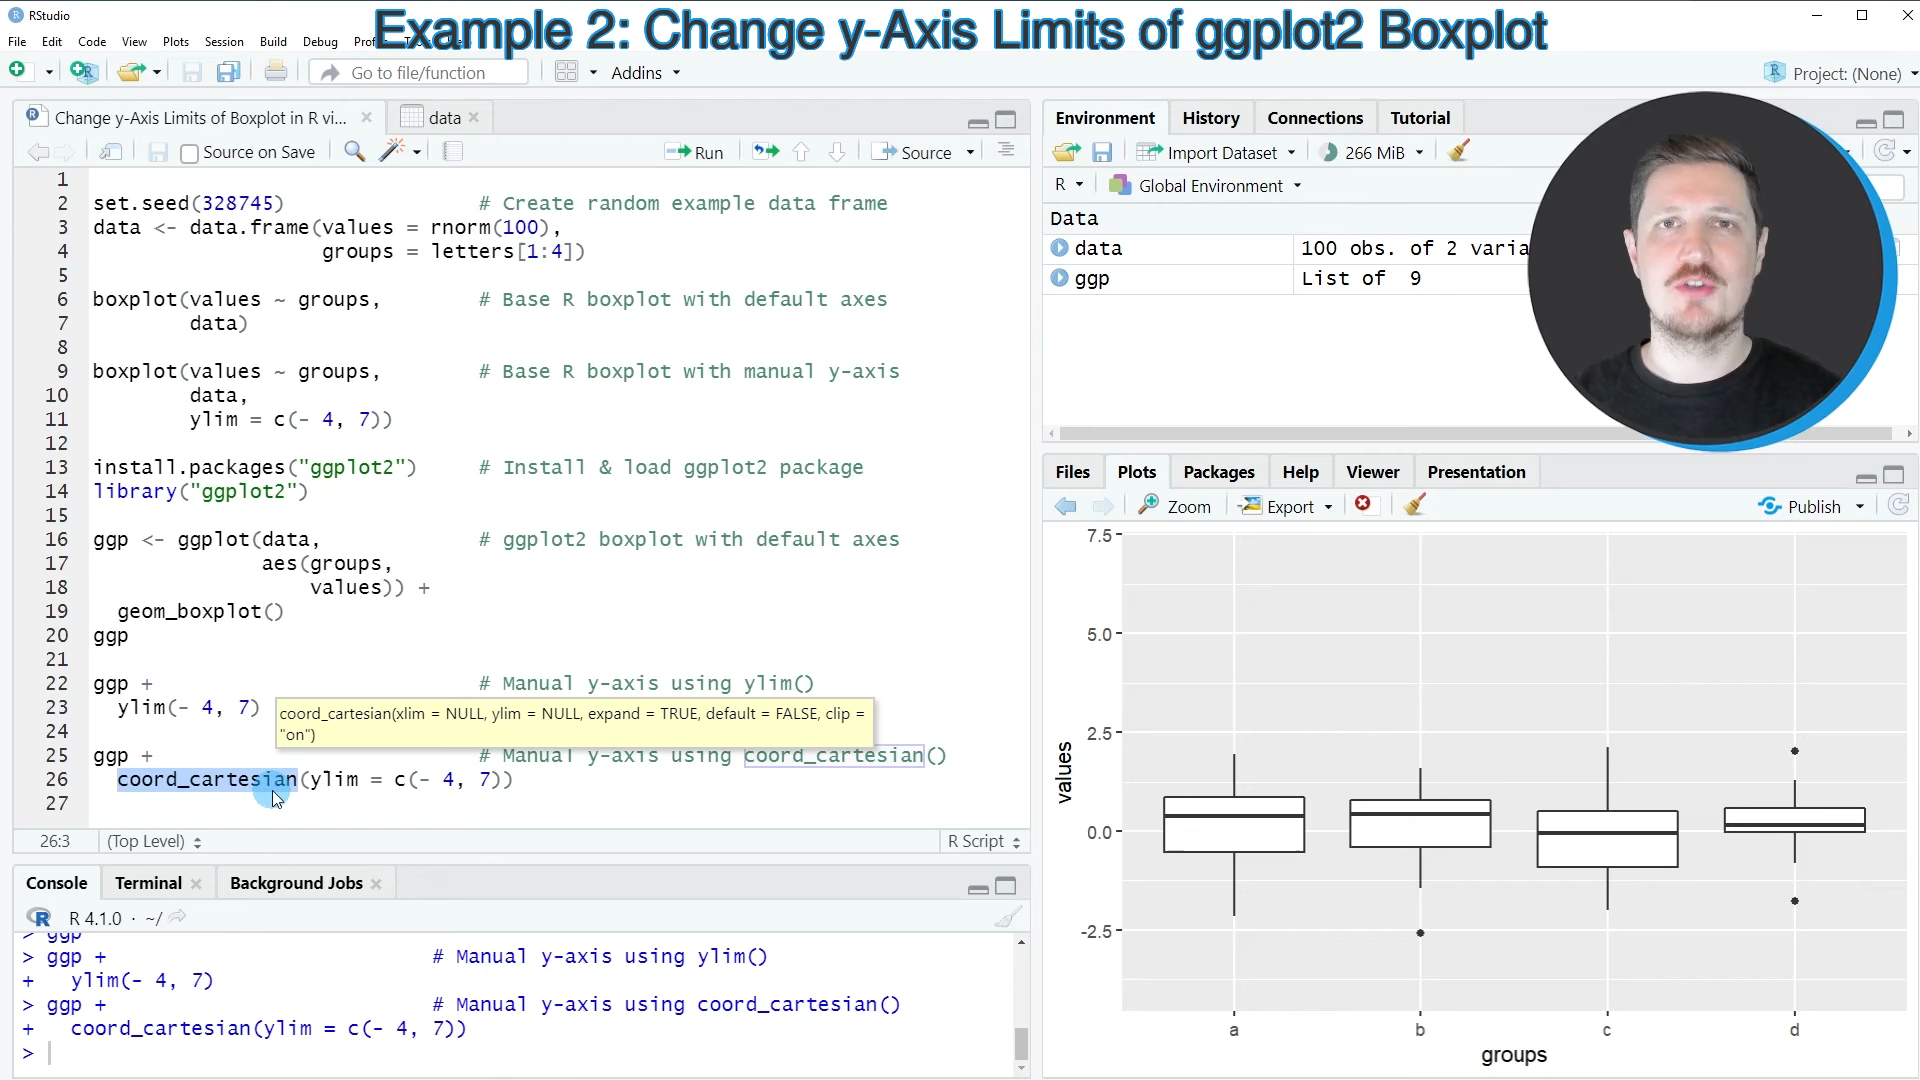 RStudio
Example 2: Change y-Axis Limits of ggplot2 Boxplot
File Edit Code View Plots Session Build Debug
Go to file/function
Addins
Project: (None)
Change y-Axis Limits of Boxplot in R vi...
data
Source on Save
Run
Source
1
2 set.seed(328745) # Create random example data frame
3 data <- data.frame(values = rnorm(100),
4 groups = letters[1:4])
5
6 boxplot(values ~ groups, # Base R boxplot with default axes
7 data)
8
9 boxplot(values ~ groups, # Base R boxplot with manual y-axis
10 data,
11 ylim = c(- 4, 7))
12
13 install.packages("ggplot2") # Install & load ggplot2 package
14 library("ggplot2")
15
16 ggp <- ggplot(data, # ggplot2 boxplot with default axes
17 aes(groups,
18 values)) +
19 geom_boxplot()
20 ggp
21
22 ggp + # Manual y-axis using ylim()
23 ylim(- 4, 7)
coord_cartesian(xlim = NULL, ylim = NULL, expand = TRUE, default = FALSE, clip =
"on")
24
25 ggp + # Manual y-axis using coord_cartesian()
26 coord_cartesian(ylim = c(- 4, 7))
27
26:3 (Top Level) R Script
Console Terminal Background Jobs
R 4.1.0 · ~/
> ggp
> ggp + # Manual y-axis using ylim()
+ ylim(- 4, 7)
> ggp + # Manual y-axis using coord_cartesian()
+ coord_cartesian(ylim = c(- 4, 7))
>
Environment History Connections Tutorial
Import Dataset 266 MiB
R Global Environment
Data
data 100 obs. of 2 varia
ggp List of 9
Files Plots Packages Help Viewer Presentation
Zoom Export Publish
7.5
5.0
2.5
0.0
-2.5
values
a b c d
groups